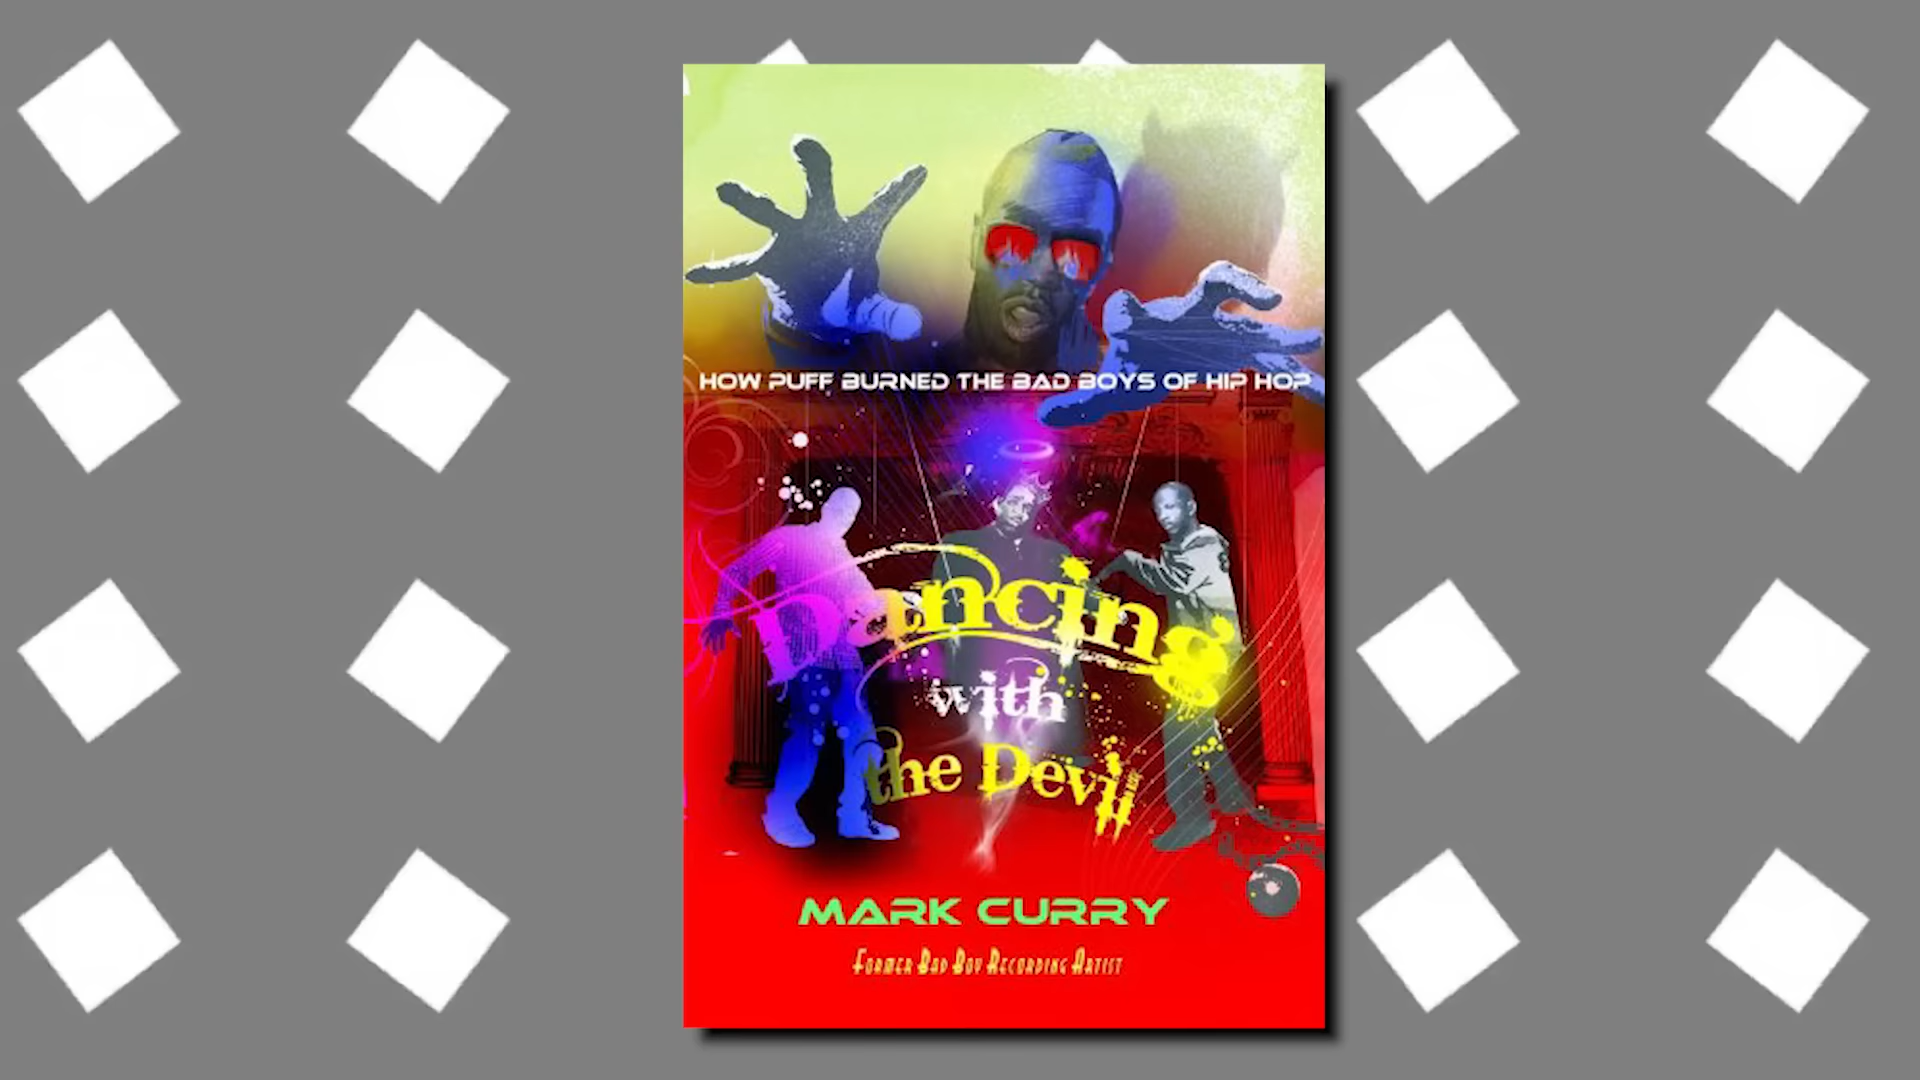 HOW PUFF BURNED THE BAD BOYS OF HIP HOP
Dancing
with
the Devil
MARK CURRY
FORMER BAD BOY RECORDING ARTIST